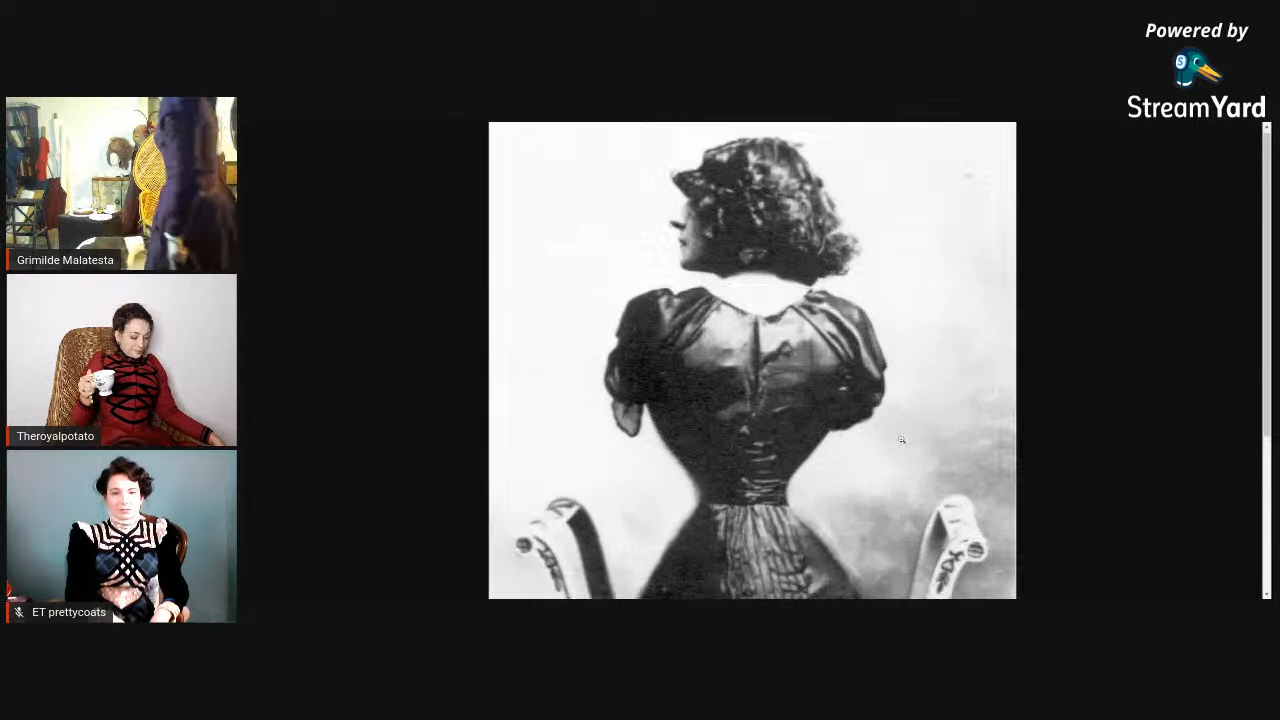 Powered by
StreamYard
Grimilde Malatesta
Theroyalpotato
ET prettycoats